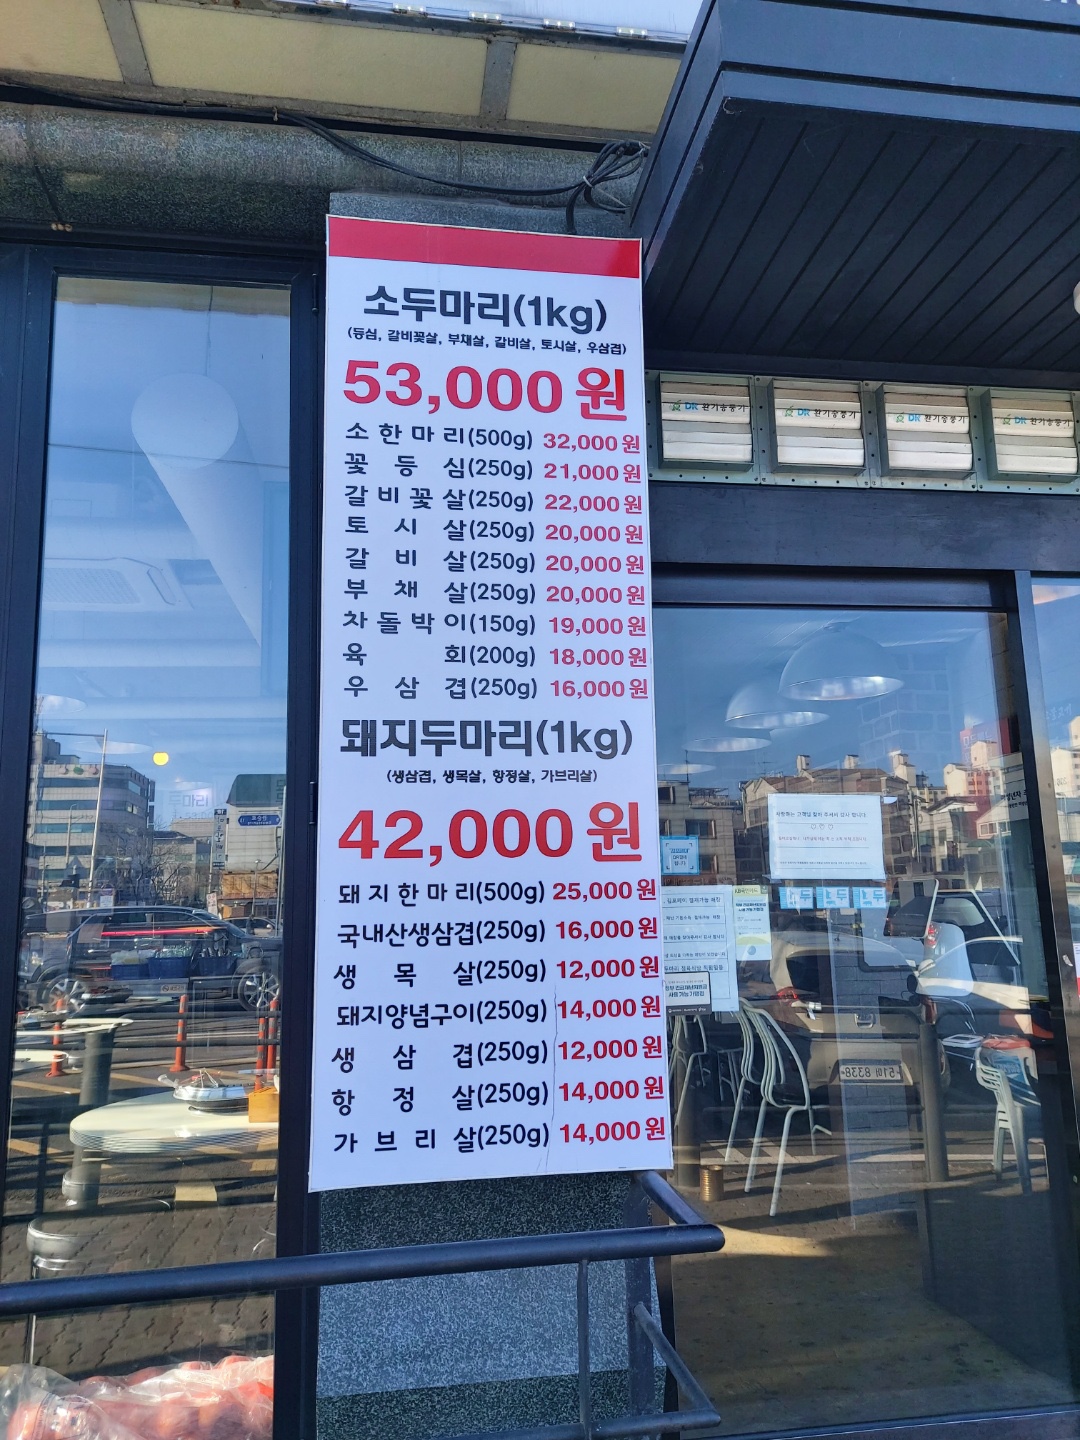 소두마리(1kg)
(등심, 갈비꽃살, 부채살, 갈비살, 토시살, 우삼겹)
53,000원
소한마리(500g) 32,000원
꽃등심(250g) 21,000원
갈비꽃살(250g) 22,000원
토시살(250g) 20,000원
갈비살(250g) 20,000원
부채살(250g) 20,000원
차돌박이(150g) 19,000원
육회(200g) 18,000원
우삼겹(250g) 16,000원
돼지두마리(1kg)
(생삼겹, 생목살, 항정살, 가브리살)
42,000원
돼지한마리(500g) 25,000원
국내산생삼겹(250g) 16,000원
생목살(250g) 12,000원
돼지양념구이(250g) 14,000원
생삼겹(250g) 12,000원
항정살(250g) 14,000원
가브리살(250g) 14,000원
DR 환기송풍기
DR 환기송풍기
DR 환기송풍기
DR 환기송풍기